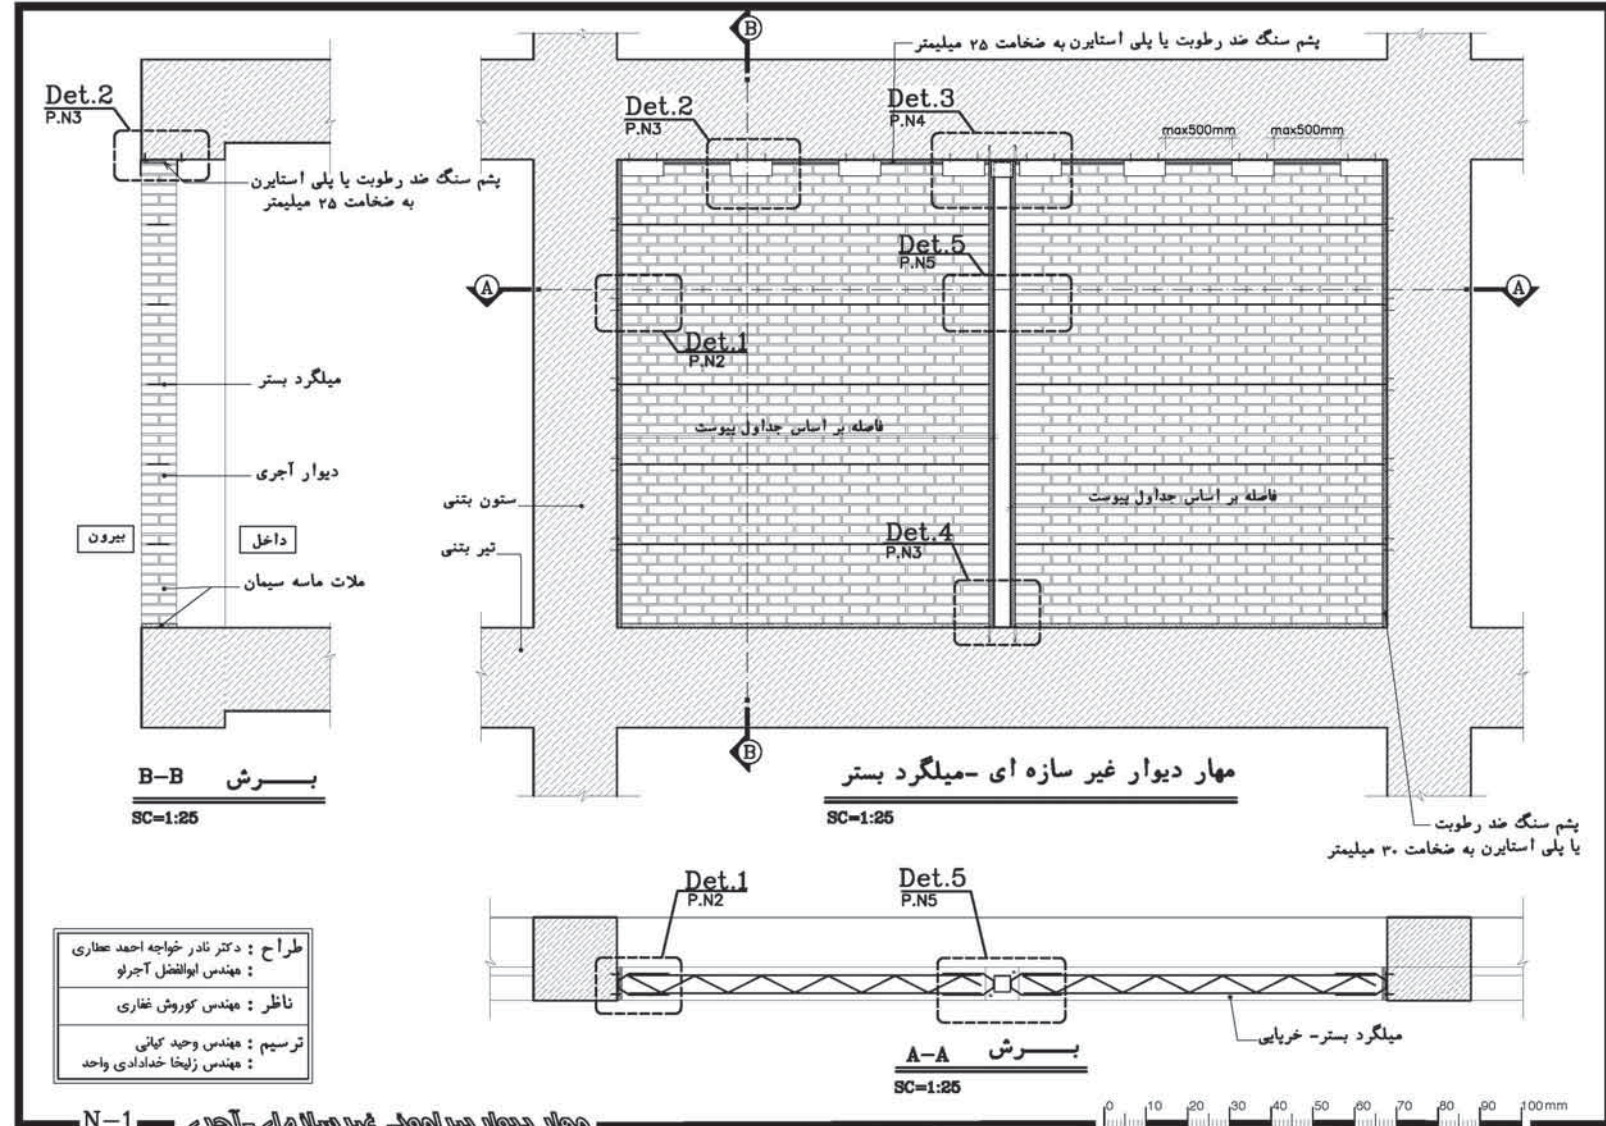 B
پشم سنگ ضد رطوبت یا پلی استایرن به ضخامت ۲۵ میلیمتر
Det.2
P.N3
Det.2
P.N3
Det.3
P.N4
max500mm
max500mm
پشم سنگ ضد رطوبت یا پلی استایرن
به ضخامت ۲۵ میلیمتر
Det.5
P.N5
A
A
Det.1
P.N2
میلگرد بستر
فاصله بر اساس جداول پیوست
دیوار آجری
ستون بتنی
فاصله بر اساس جداول پیوست
بیرون
داخل
تیر بتنی
Det.4
P.N3
ملات ماسه سیمان
B
برش B-B
SC=1:25
مهار دیوار غیر سازه ای -میلگرد بستر
SC=1:25
پشم سنگ ضد رطوبت
یا پلی استایرن به ضخامت ۳۰ میلیمتر
Det.1
P.N2
Det.5
P.N5
میلگرد بستر- خرپایی
برش A-A
SC=1:25
طراح : دکتر نادر خواجه احمد عطاری
: مهندس ابوالفضل آجرلو
ناظر : مهندس کوروش غفاری
ترسیم : مهندس وحید کیانی
: مهندس زلیخا خدادادی واحد
N-1
مهار دیوار پیرامونی غیر سازه ای -آجری
0 10 20 30 40 50 60 70 80 90 100mm